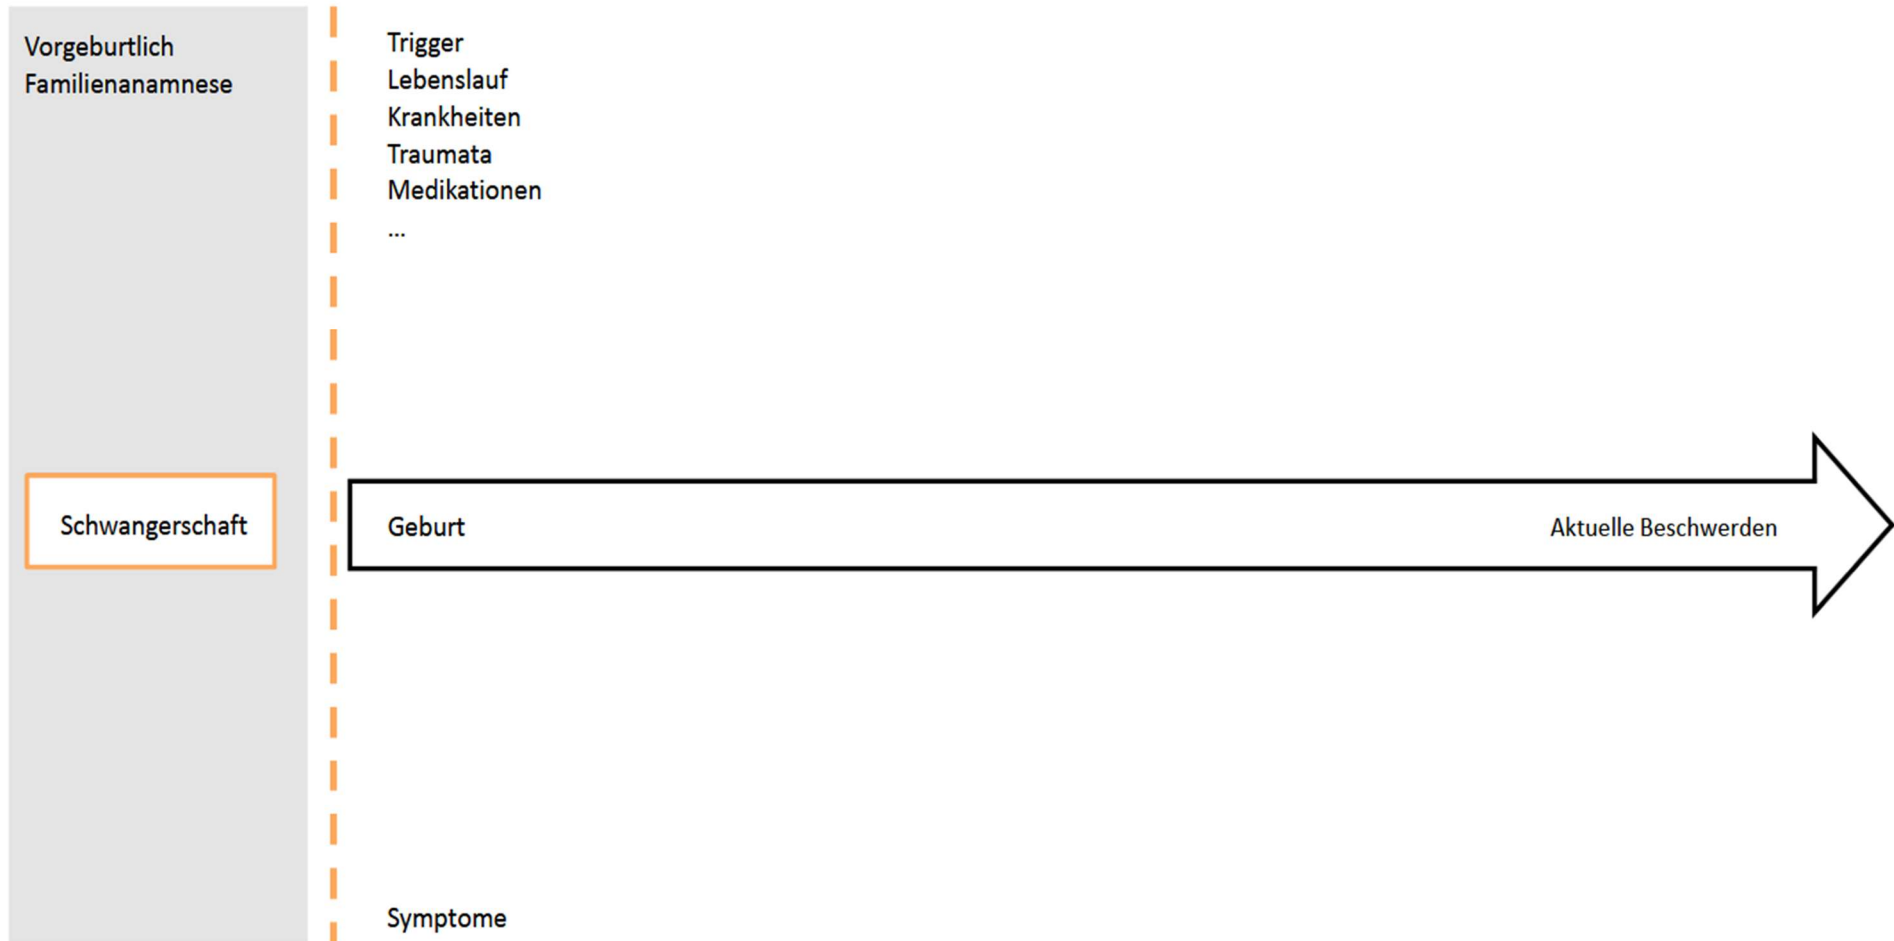 Vorgeburtlich
Familienanamnese
Trigger
Lebenslauf
Krankheiten
Traumata
Medikationen
...
Schwangerschaft
Geburt
Aktuelle Beschwerden
Symptome